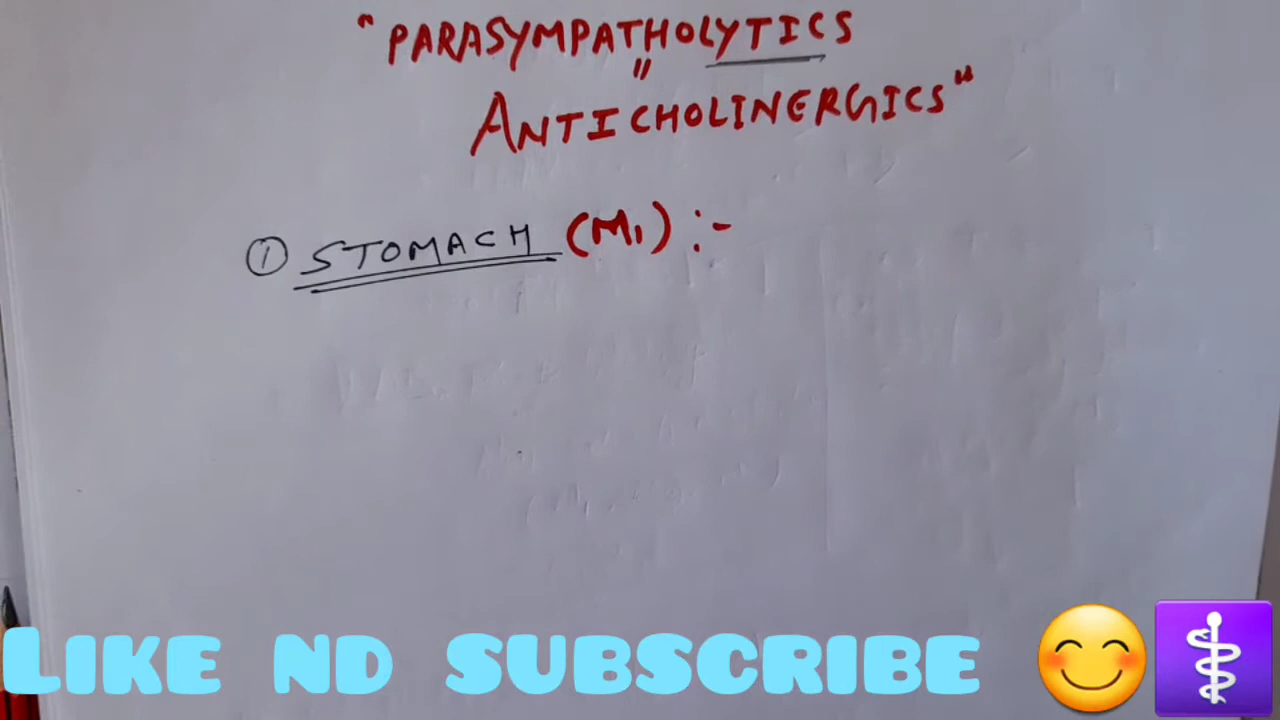 "PARASYMPATHOLYTICS
"
ANTICHOLINERGICS"
① STOMACH (M1) :-
LIKE ND SUBSCRIBE